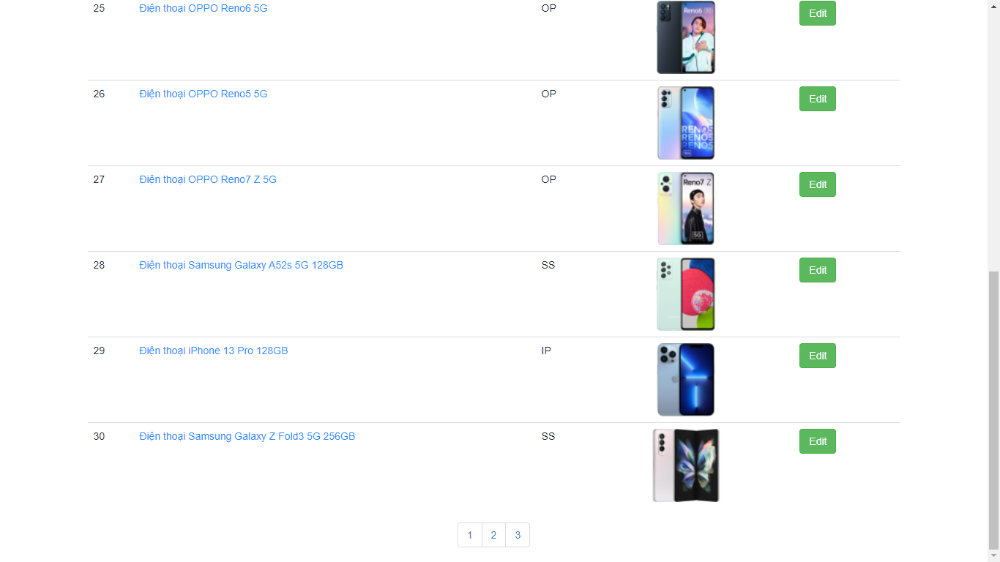 25 Điện thoại OPPO Reno6 5G OP Edit
Reno6 5G
26 Điện thoại OPPO Reno5 5G OP Edit
RENO5
RENO5
RENO5
5G
27 Điện thoại OPPO Reno7 Z 5G OP Edit
Reno7 Z
5G
28 Điện thoại Samsung Galaxy A52s 5G 128GB SS Edit
29 Điện thoại iPhone 13 Pro 128GB IP Edit
30 Điện thoại Samsung Galaxy Z Fold3 5G 256GB SS Edit
1 2 3